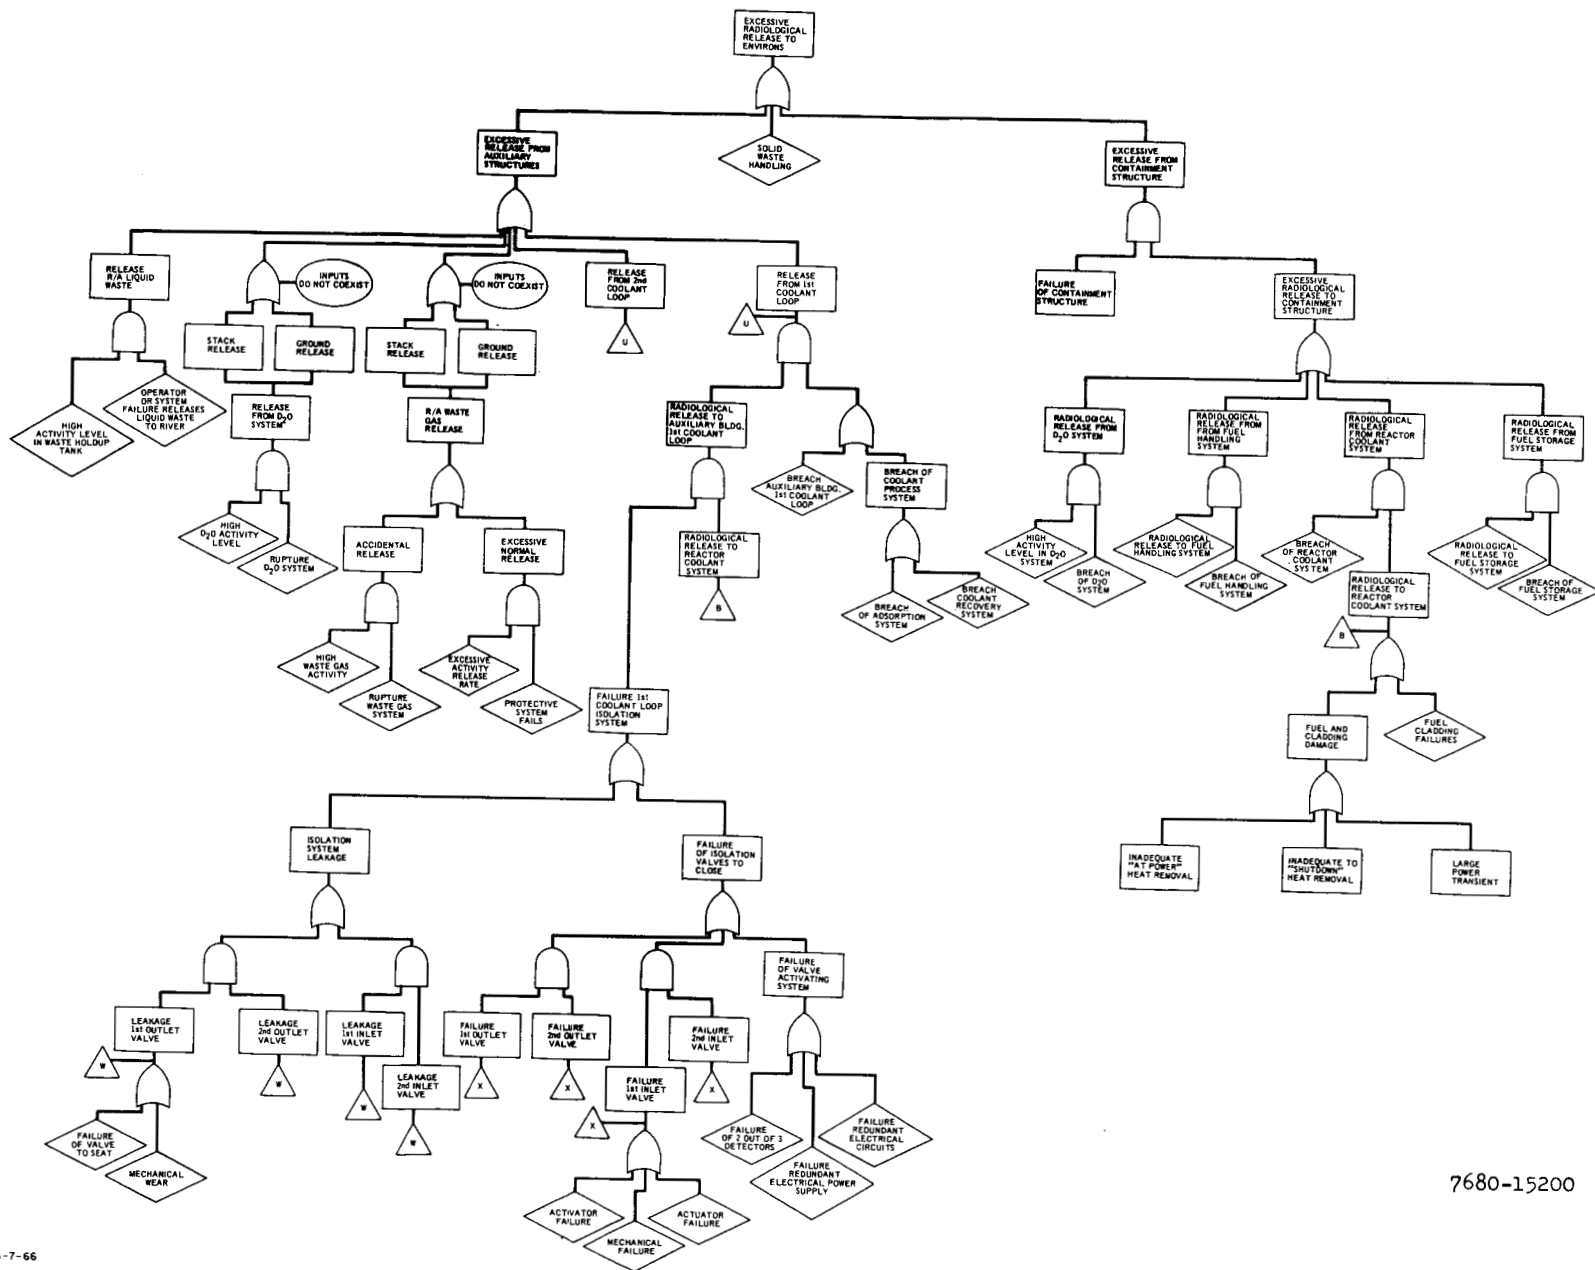 EXCESSIVE
RADIOLOGICAL
RELEASE TO
ENVIRONS
EXCESSIVE
RELEASE FROM
AUXILIARY
STRUCTURES
SOLID
WASTE
HANDLING
EXCESSIVE
RELEASE FROM
CONTAINMENT
STRUCTURE
RELEASE
R/A LIQUID
WASTE
INPUTS
DO NOT COEXIST
INPUTS
DO NOT COEXIST
RELEASE
FROM 2nd
COOLANT
LOOP
RELEASE
FROM 1st
COOLANT
LOOP
FAILURE
OF CONTAINMENT
STRUCTURE
EXCESSIVE
RADIOLOGICAL
RELEASE TO
CONTAINMENT
STRUCTURE
U
U
STACK
RELEASE
GROUND
RELEASE
STACK
RELEASE
GROUND
RELEASE
HIGH
ACTIVITY LEVEL
IN WASTE HOLDUP
TANK
OPERATOR
OR SYSTEM
FAILURE RELEASES
LIQUID WASTE
TO RIVER
RELEASE
FROM D2O
SYSTEM
R/A WASTE
GAS
RELEASE
RADIOLOGICAL
RELEASE TO
AUXILIARY BLDG.
1st COOLANT
LOOP
RADIOLOGICAL
RELEASE FROM
D2O SYSTEM
RADIOLOGICAL
RELEASE FROM
FROM FUEL
HANDLING
SYSTEM
RADIOLOGICAL
RELEASE
FROM REACTOR
COOLANT
SYSTEM
RADIOLOGICAL
RELEASE FROM
FUEL STORAGE
SYSTEM
BREACH
AUXILIARY BLDG.
1st COOLANT
LOOP
BREACH OF
COOLANT
PROCESS
SYSTEM
HIGH
D2O ACTIVITY
LEVEL
RUPTURE
D2O SYSTEM
ACCIDENTAL
RELEASE
EXCESSIVE
NORMAL
RELEASE
RADIOLOGICAL
RELEASE TO
REACTOR
COOLANT
SYSTEM
B
HIGH
ACTIVITY
LEVEL IN D2O
SYSTEM
BREACH
OF D2O
SYSTEM
RADIOLOGICAL
RELEASE TO FUEL
HANDLING SYSTEM
BREACH OF
FUEL HANDLING
SYSTEM
BREACH
OF REACTOR
COOLANT
SYSTEM
RADIOLOGICAL
RELEASE TO
REACTOR
COOLANT SYSTEM
RADIOLOGICAL
RELEASE TO
FUEL STORAGE
SYSTEM
BREACH OF
FUEL STORAGE
SYSTEM
BREACH
OF ADSORPTION
SYSTEM
BREACH
COOLANT
RECOVERY
SYSTEM
B
HIGH
WASTE GAS
ACTIVITY
RUPTURE
WASTE GAS
SYSTEM
EXCESSIVE
ACTIVITY
RELEASE
RATE
PROTECTIVE
SYSTEM
FAILS
FAILURE 1st
COOLANT LOOP
ISOLATION
SYSTEM
FUEL AND
CLADDING
DAMAGE
FUEL
CLADDING
FAILURES
ISOLATION
SYSTEM
LEAKAGE
FAILURE
OF ISOLATION
VALVES TO
CLOSE
INADEQUATE
"AT POWER"
HEAT REMOVAL
INADEQUATE TO
"SHUTDOWN"
HEAT REMOVAL
LARGE
POWER
TRANSIENT
FAILURE
OF VALVE
ACTIVATING
SYSTEM
LEAKAGE
1st OUTLET
VALVE
LEAKAGE
2nd OUTLET
VALVE
LEAKAGE
1st INLET
VALVE
FAILURE
1st OUTLET
VALVE
FAILURE
2nd OUTLET
VALVE
FAILURE
2nd INLET
VALVE
W
W
W
LEAKAGE
2nd INLET
VALVE
X
X
FAILURE
1st INLET
VALVE
X
W
X
FAILURE
OF VALVE
TO SEAT
MECHANICAL
WEAR
FAILURE
OF 2 OUT OF 3
DETECTORS
FAILURE
REDUNDANT
ELECTRICAL
CIRCUITS
FAILURE
REDUNDANT
ELECTRICAL POWER
SUPPLY
ACTIVATOR
FAILURE
MECHANICAL
FAILURE
ACTUATOR
FAILURE
7680-15200
-7-66